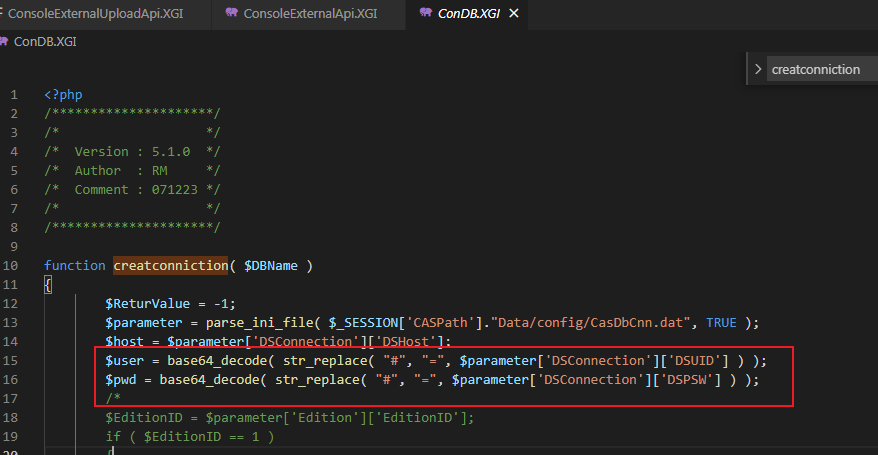 ConsoleExternalUploadApi.XGI ConsoleExternalApi.XGI ConDB.XGI
ConDB.XGI
creatconniction
1 <?php
2 /*********************/
3 /* */
4 /* Version : 5.1.0 */
5 /* Author : RM */
6 /* Comment : 071223 */
7 /* */
8 /*********************/
9
10 function creatconniction( $DBName )
11 {
12 $ReturValue = -1;
13 $parameter = parse_ini_file( $_SESSION['CASPath']."Data/config/CasDbCnn.dat", TRUE );
14 $host = $parameter['DSConnection']['DSHost'];
15 $user = base64_decode( str_replace( "#", "=", $parameter['DSConnection']['DSUID'] ) );
16 $pwd = base64_decode( str_replace( "#", "=", $parameter['DSConnection']['DSPSW'] ) );
17 /*
18 $EditionID = $parameter['Edition']['EditionID'];
19 if ( $EditionID == 1 )
20 {